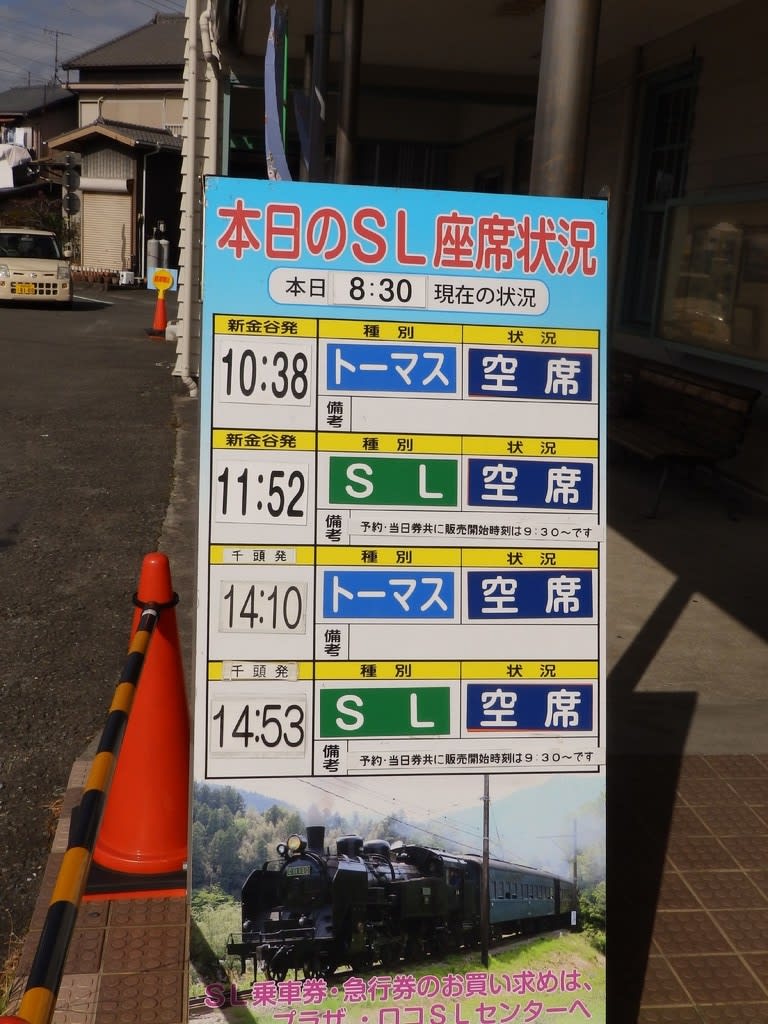 本日のSL座席状況
本日 8:30 現在の状況
新金谷発 種別 状況
10:38 トーマス 空席
備考
新金谷発 種別 状況
11:52 SL 空席
備考 予約・当日券共に販売開始時刻は9:30〜です
千頭発 種別 状況
14:10 トーマス 空席
備考
千頭発 種別 状況
14:53 SL 空席
備考 予約・当日券共に販売開始時刻は9:30〜です
SL乗車券・急行券のお買い求めは、
プラザ・ロコSLセンターへ